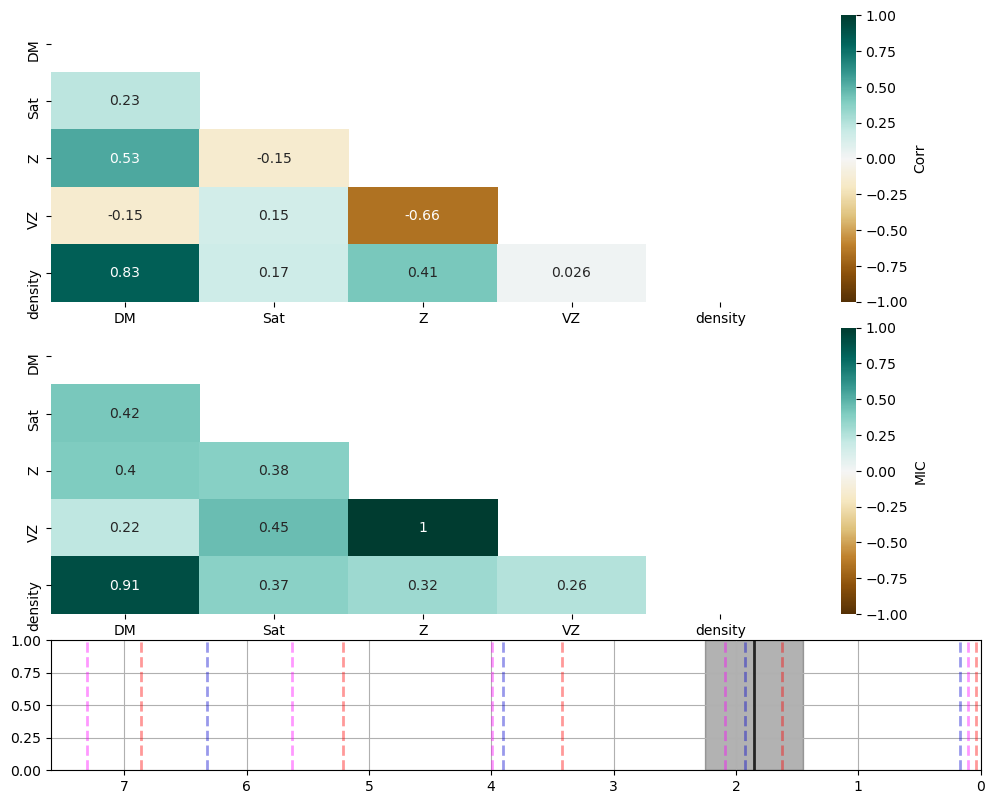 DM
Sat
0.23
Z
0.53 -0.15
VZ
-0.15 0.15 -0.66
density
0.83 0.17 0.41 0.026
DM Sat Z VZ density
1.00
0.75
0.50
0.25
0.00
−0.25
−0.50
−0.75
−1.00
Corr
DM
Sat
0.42
Z
0.4 0.38
VZ
0.22 0.45 1
density
0.91 0.37 0.32 0.26
DM Sat Z VZ density
1.00
0.75
0.50
0.25
0.00
−0.25
−0.50
−0.75
−1.00
MIC
1.00
0.75
0.50
0.25
0.00
7 6 5 4 3 2 1 0